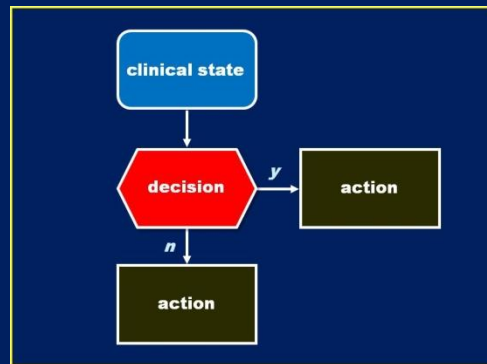 clinical state
decision
y
action
n
action